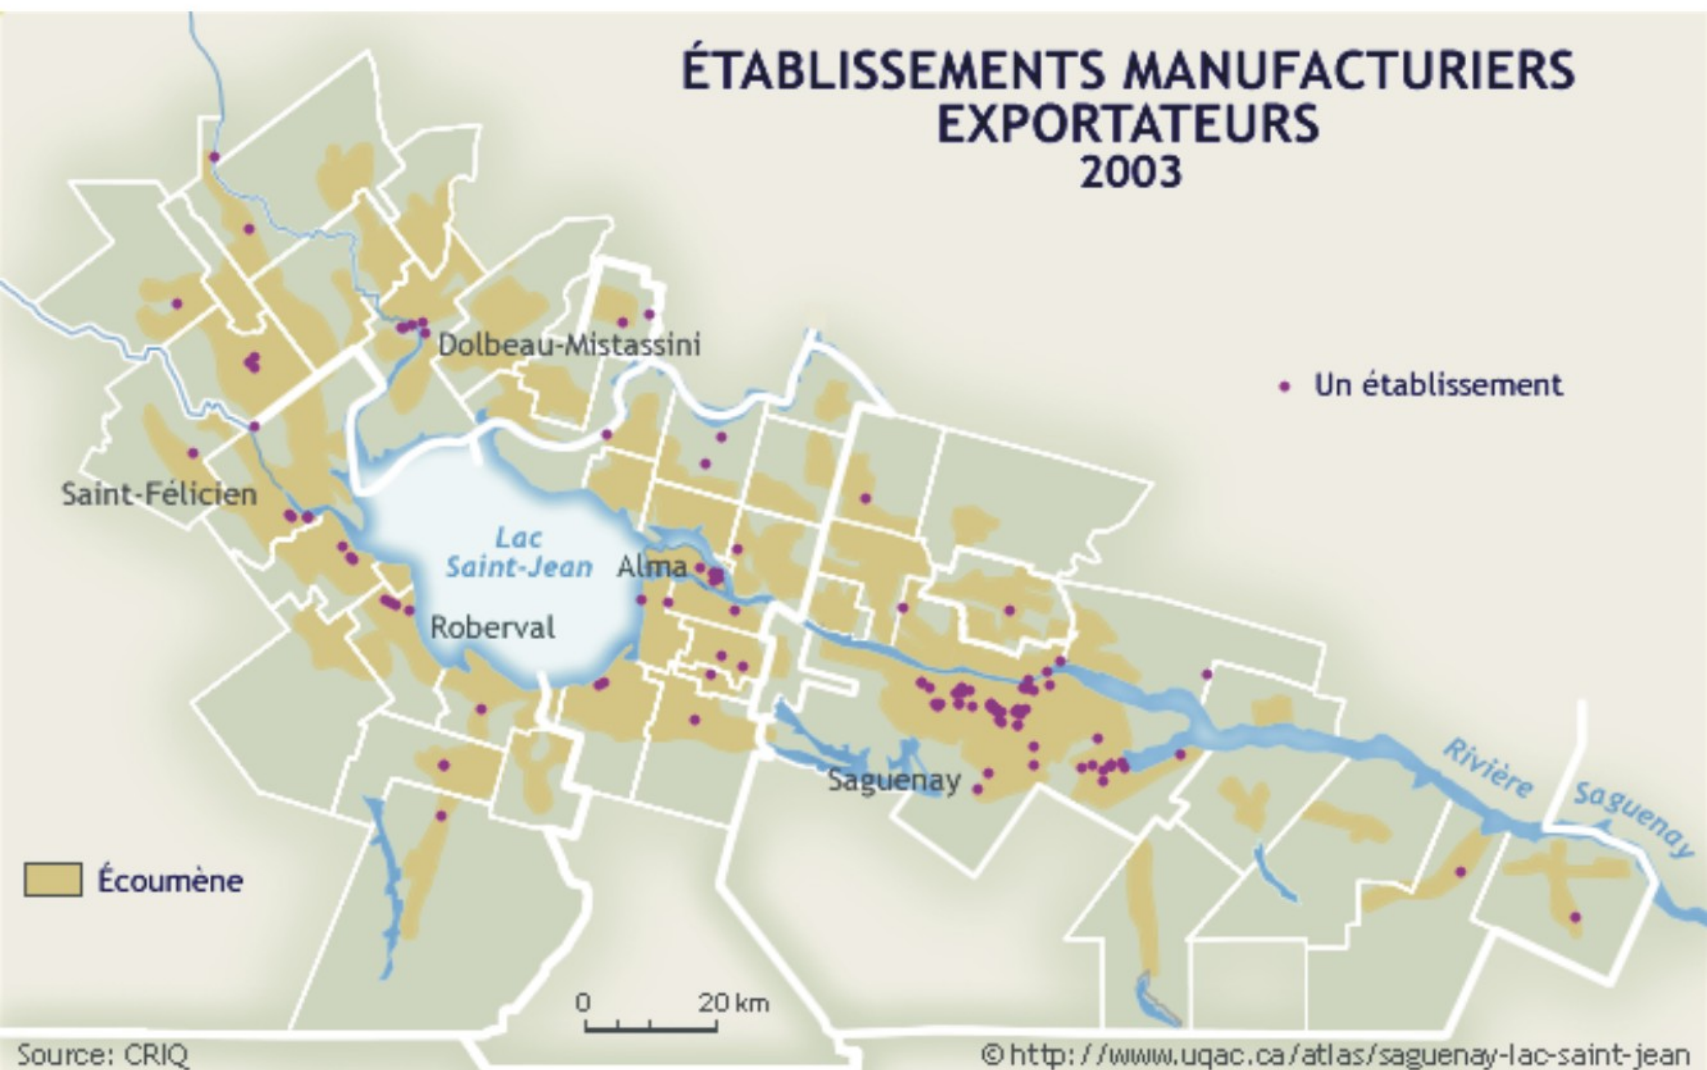 ÉTABLISSEMENTS MANUFACTURIERS
EXPORTATEURS
2003
Dolbeau-Mistassini
Un établissement
Saint-Félicien
Lac
Saint-Jean
Alma
Roberval
Saguenay
Rivière Saguenay
Écoumène
0 20 km
Source: CRIQ
©http://www.uqac.ca/atlas/saguenay-lac-saint-jean